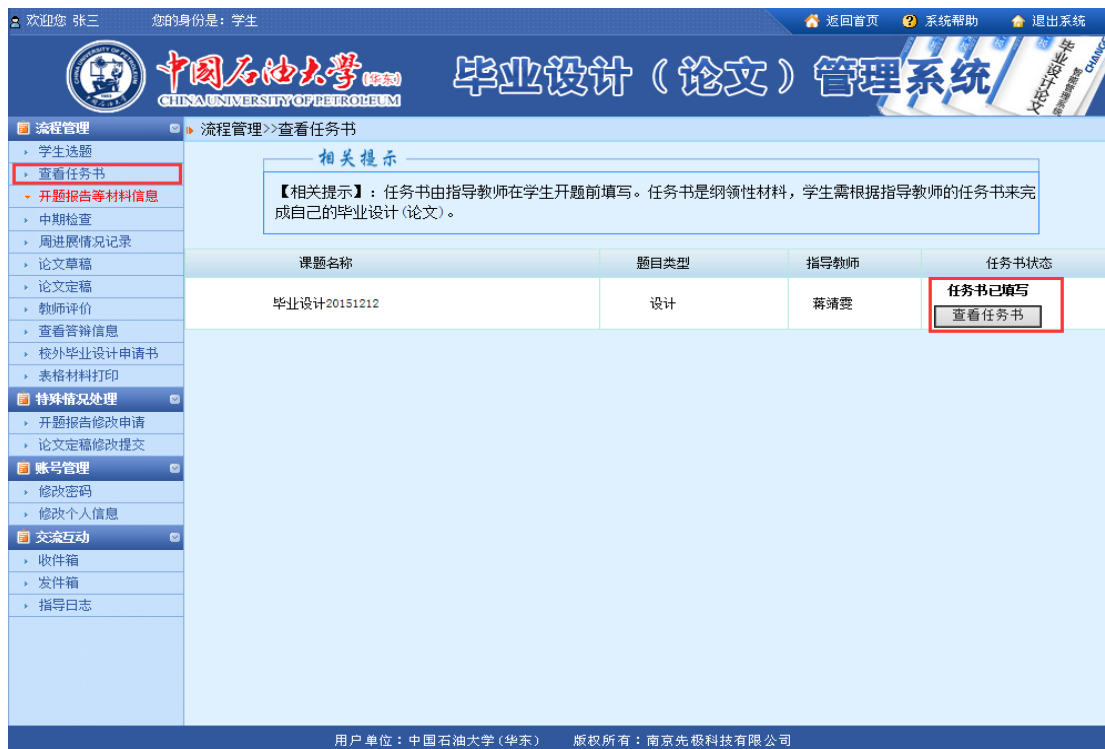 欢迎您 张三 您的身份是：学生 返回首页 系统帮助 退出系统
中国石油大学(华东)
CHINA UNIVERSITY OF PETROLEUM
毕业设计（论文）管理系统
毕业设计论文
智能管理系统
流程管理
学生选题
查看任务书
开题报告等材料信息
中期检查
周进展情况记录
论文草稿
论文定稿
教师评价
查看答辩信息
校外毕业设计申请书
表格材料打印
特殊情况处理
开题报告修改申请
论文定稿修改提交
账号管理
修改密码
修改个人信息
交流互动
收件箱
发件箱
指导日志
流程管理>>查看任务书
相关提示
【相关提示】：任务书由指导教师在学生开题前填写。任务书是纲领性材料，学生需根据指导教师的任务书来完
成自己的毕业设计(论文)。
课题名称 题目类型 指导教师 任务书状态
毕业设计20151212 设计 蒋靖雯 任务书已填写
查看任务书
用户单位：中国石油大学(华东) 版权所有：南京先极科技有限公司